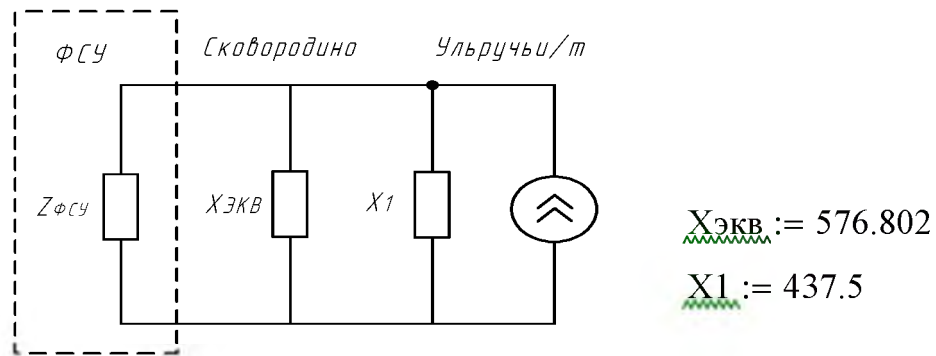 ФСУ
Сковородино
Ульручьи/т
ZФСУ
XЭКВ
X1
Xэкв := 576.802
X1 := 437.5